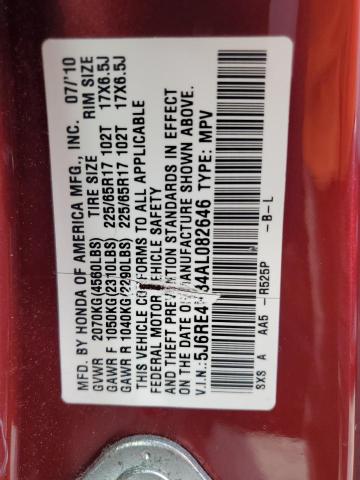 MFD. BY HONDA OF AMERICA MFG., INC. 07/'10
TIRE SIZE RIM SIZE
GVWR 2070KG(4560LBS)
GAWR F 1050KG(2310LBS) 225/65R17 102T 17X6.5J
GAWR R 1040KG(2290LBS) 225/65R17 102T 17X6.5J
THIS VEHICLE CONFORMS TO ALL APPLICABLE
FEDERAL MOTOR VEHICLE SAFETY
AND THEFT PREVENTION STANDARDS IN EFFECT
ON THE DATE OF MANUFACTURE SHOWN ABOVE.
V.I.N.: TYPE: MPV
SXS A AA5 - R525P - B - L